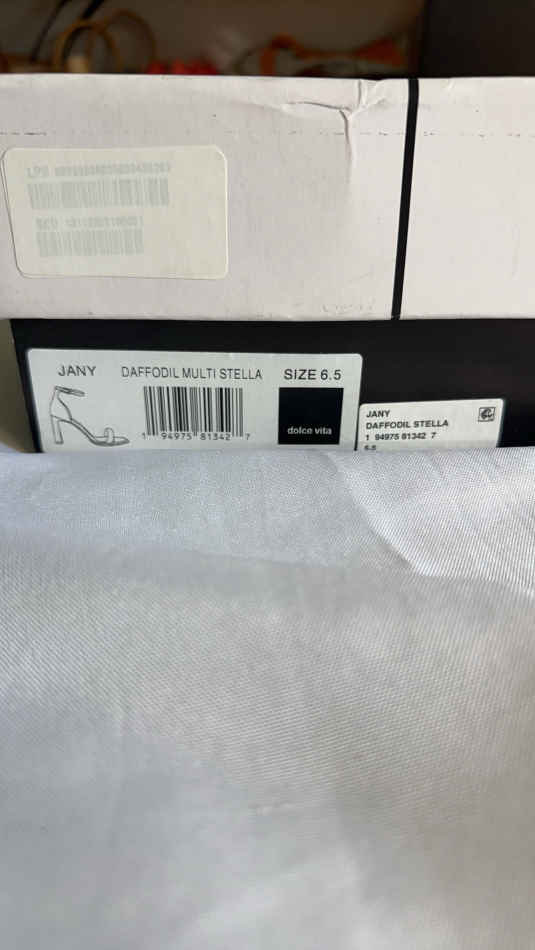 LPN
JANY DAFFODIL MULTI STELLA SIZE 6.5
1 94975 81342 7
dolce vita
JANY
DAFFODIL STELLA
1 94975 81342 7
6.5